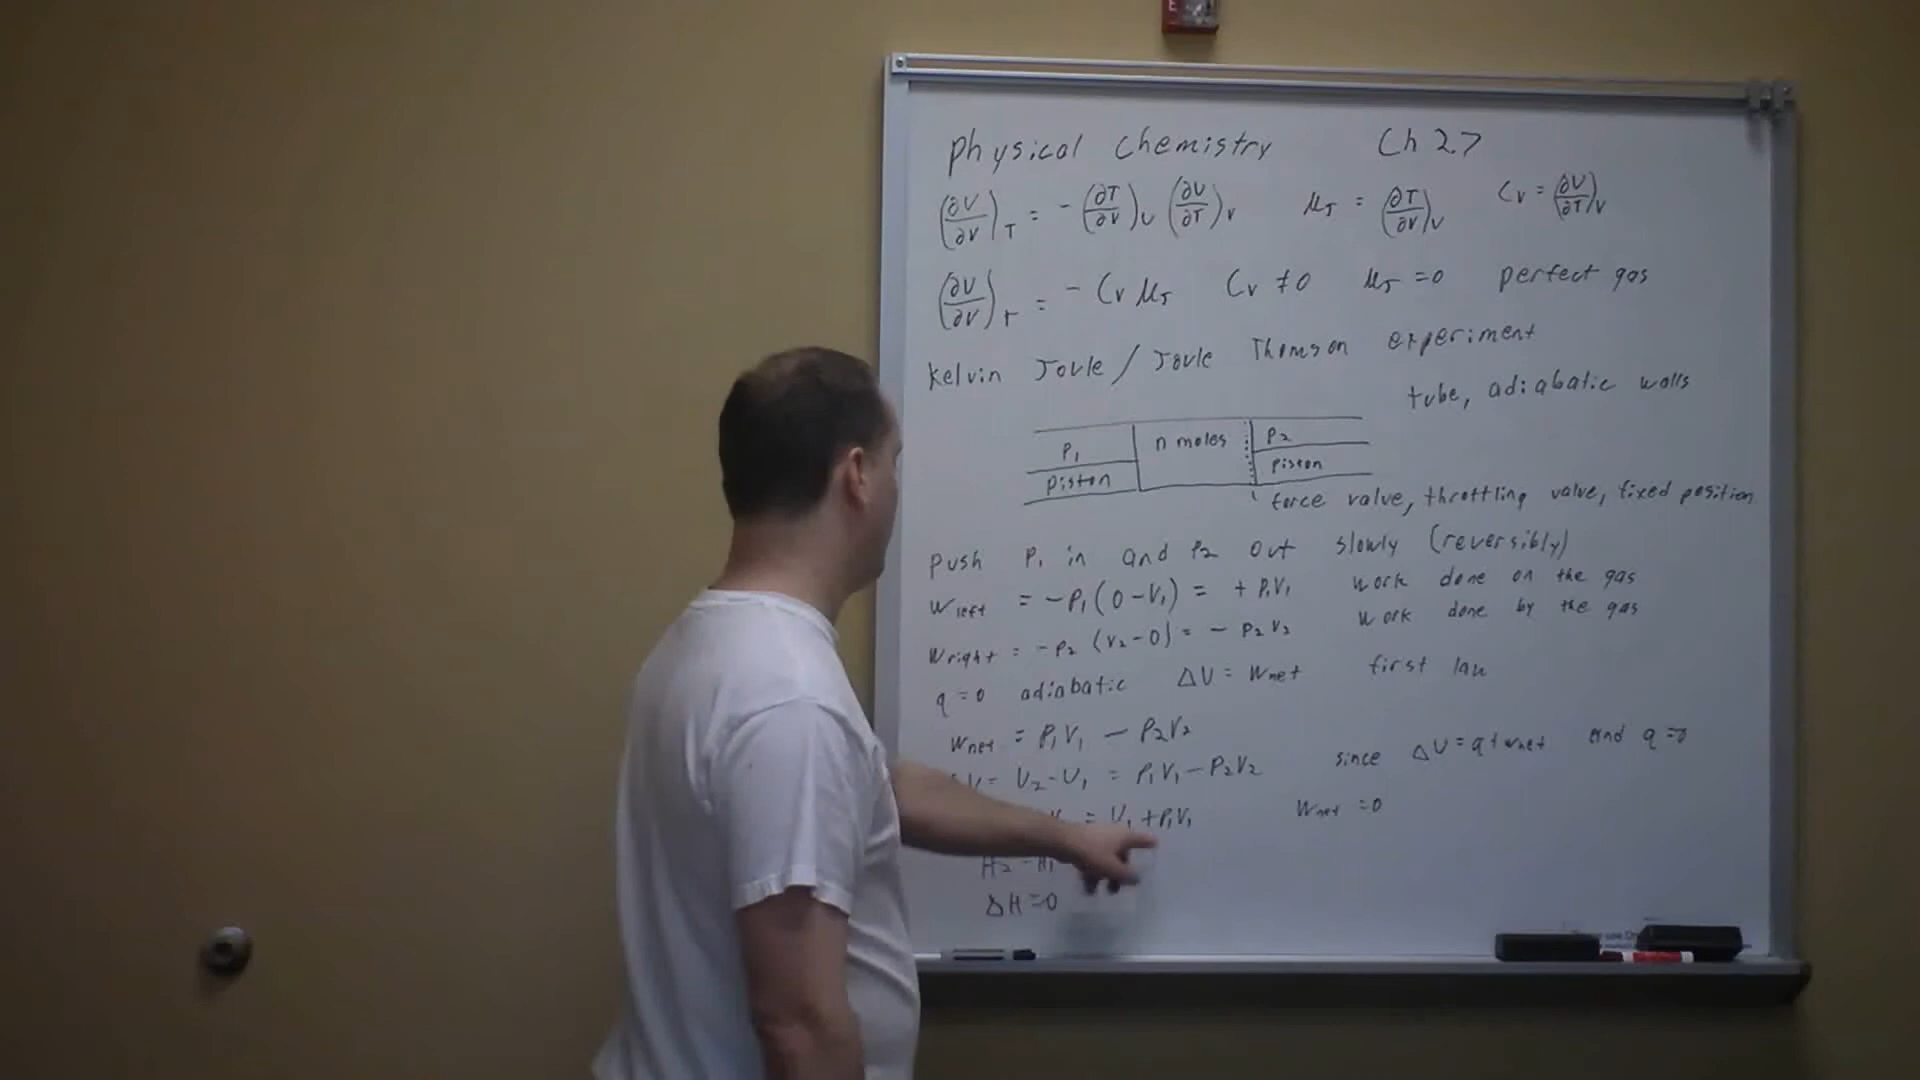 Physical Chemistry Ch 2.7
(∂U/∂V)T = - (∂T/∂V)U (∂U/∂T)V μJ = (∂T/∂V)U CV = (∂U/∂T)V
(∂U/∂V)T = - CV μJ CV ≠ 0 μJ = 0 perfect gas
Kelvin Joule / Joule Thomson experiment
tube, adiabatic walls
P1 n moles P2
piston piston
force valve, throttling valve, fixed position
push P1 in and P2 out slowly (reversibly)
wleft = -P1(0-V1) = + P1V1 work done on the gas
wright = -P2 (V2-0) = - P2V2 work done by the gas
q=0 adiabatic ΔU = wnet first law
wnet = P1V1 - P2V2
U2-U1 = P1V1-P2V2 since ΔU = q+wnet and q=0
= U1+P1V1 wnet =0
H2-H1
ΔH=0